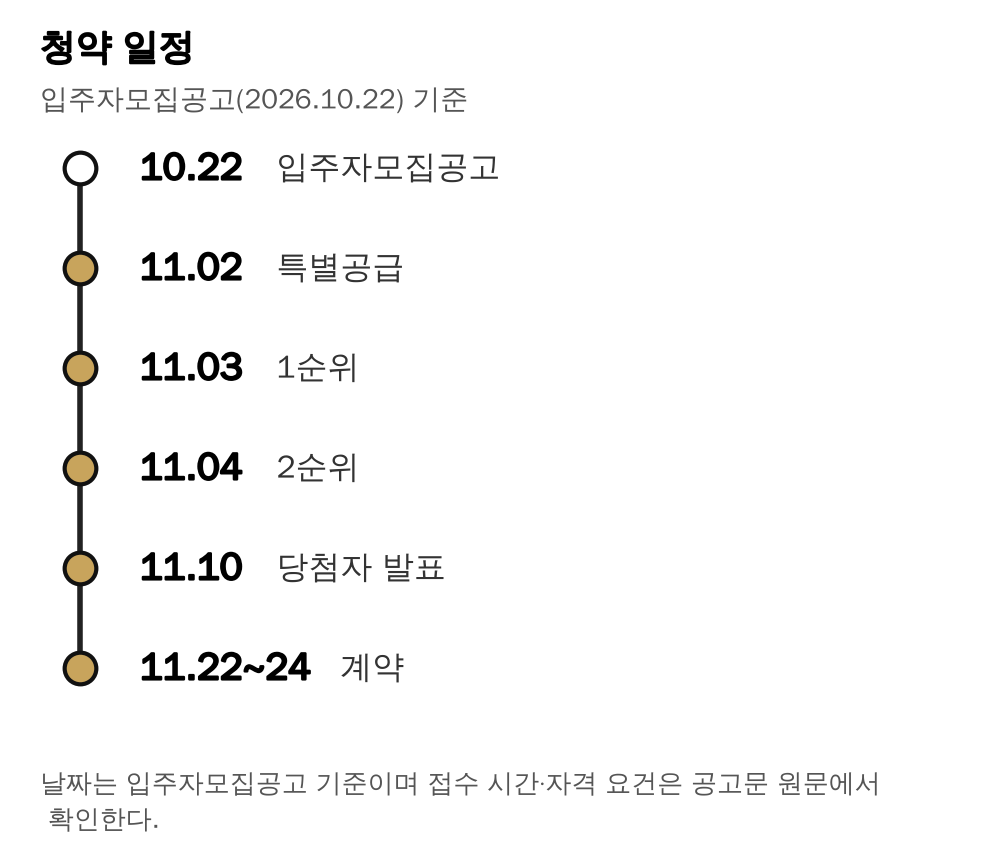 청약 일정
입주자모집공고(2026.10.22) 기준
10.22 입주자모집공고
11.02 특별공급
11.03 1순위
11.04 2순위
11.10 당첨자 발표
11.22~24 계약
날짜는 입주자모집공고 기준이며 접수 시간·자격 요건은 공고문 원문에서
확인한다.